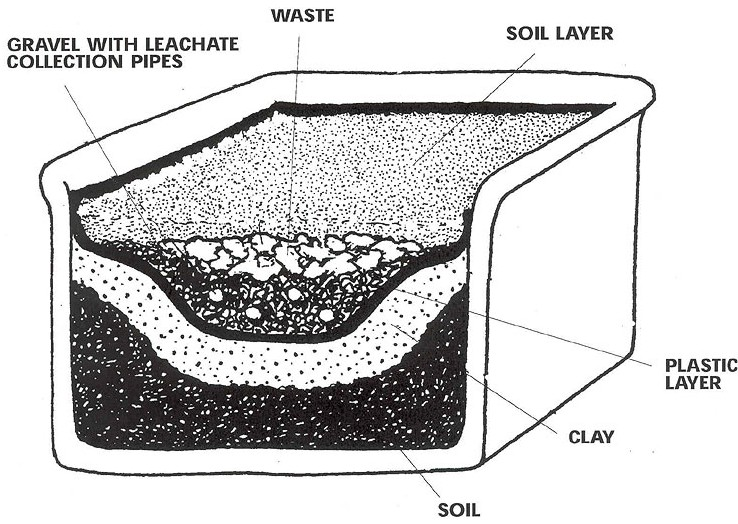 WASTE
GRAVEL WITH LEACHATE
COLLECTION PIPES
SOIL LAYER
PLASTIC
LAYER
CLAY
SOIL